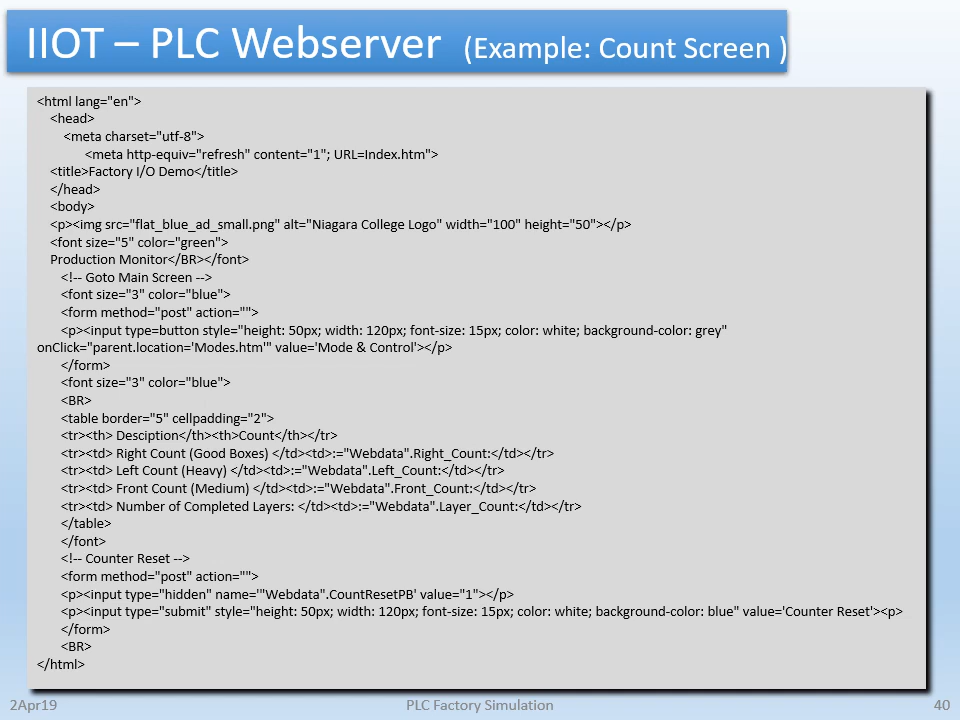 IIOT – PLC Webserver (Example: Count Screen )
<html lang="en">
<head>
<meta charset="utf-8">
<meta http-equiv="refresh" content="1"; URL=Index.htm">
<title>Factory I/O Demo</title>
</head>
<body>
<p><img src="flat_blue_ad_small.png" alt="Niagara College Logo" width="100" height="50"></p>
<font size="5" color="green">
Production Monitor</BR></font>
<!-- Goto Main Screen -->
<font size="3" color="blue">
<form method="post" action="">
<p><input type=button style="height: 50px; width: 120px; font-size: 15px; color: white; background-color: grey"
onClick="parent.location='Modes.htm'" value='Mode & Control'></p>
</form>
<font size="3" color="blue">
<BR>
<table border="5" cellpadding="2">
<tr><th> Desciption</th><th>Count</th></tr>
<tr><td> Right Count (Good Boxes) </td><td>:="Webdata".Right_Count:</td></tr>
<tr><td> Left Count (Heavy) </td><td>:="Webdata".Left_Count:</td></tr>
<tr><td> Front Count (Medium) </td><td>:="Webdata".Front_Count:</td></tr>
<tr><td> Number of Completed Layers: </td><td>:="Webdata".Layer_Count:</td></tr>
</table>
</font>
<!-- Counter Reset -->
<form method="post" action="">
<p><input type="hidden" name='"Webdata".CountResetPB' value="1"></p>
<p><input type="submit" style="height: 50px; width: 120px; font-size: 15px; color: white; background-color: blue" value='Counter Reset'><p>
</form>
<BR>
</html>
2Apr19
PLC Factory Simulation
40